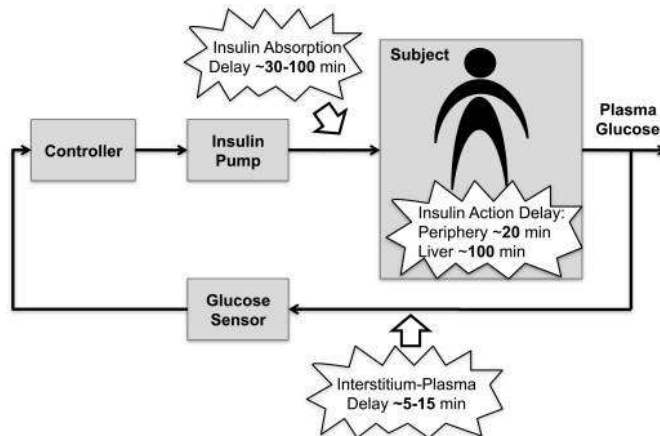 Insulin Absorption
Delay ~30-100 min
Subject
Plasma
Glucose
Controller
Insulin
Pump
Insulin Action Delay:
Periphery ~20 min
Liver ~100 min
Glucose
Sensor
Interstitium-Plasma
Delay ~5-15 min